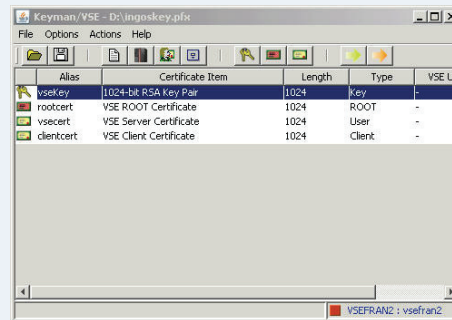 Keyman/VSE - D:\ingoskey.pfx
File Options Actions Help
Alias Certificate Item Length Type VSE U
vseKey 1024-bit RSA Key Pair 1024 Key -
rootcert VSE ROOT Certificate 1024 ROOT -
vsecert VSE Server Certificate 1024 User -
clientcert VSE Client Certificate 1024 Client -
VSEFRAN2 : vsefran2